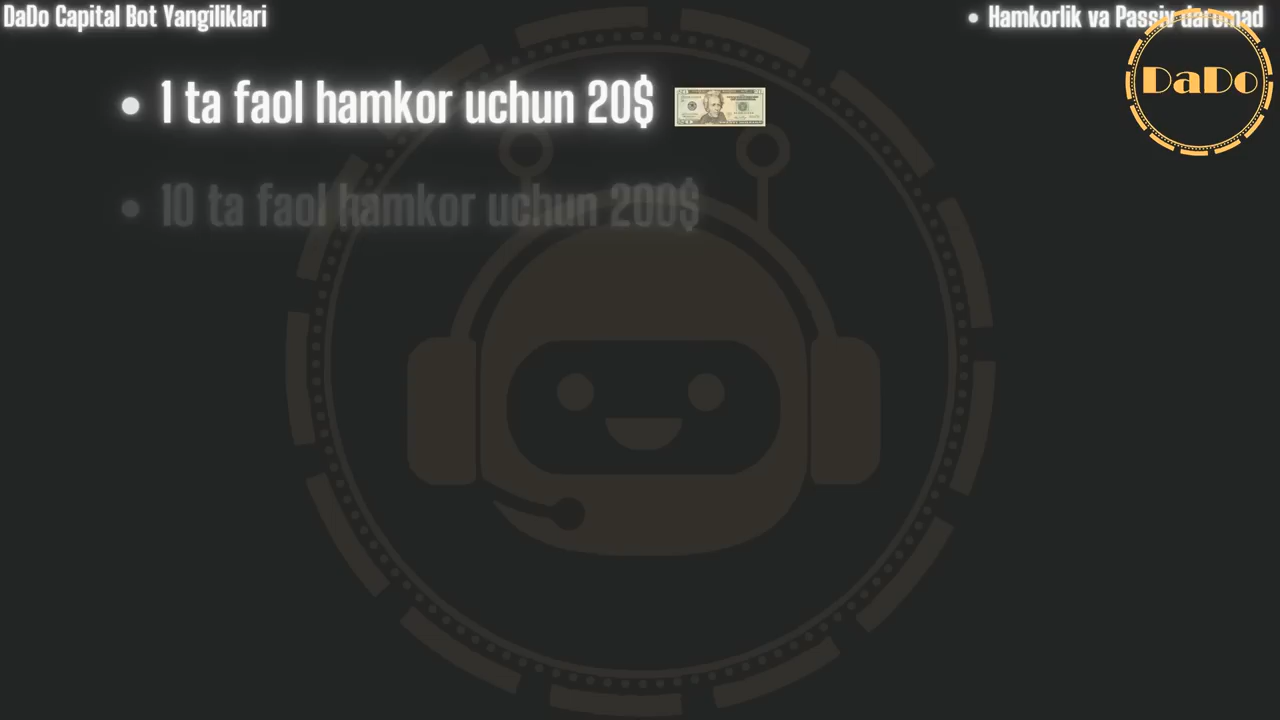 DaDo Capital Bot Yangiliklari
• Hamkorlik va Passiv daromad
DaDo
• 1 ta faol hamkor uchun 20$
• 10 ta faol hamkor uchun 200$